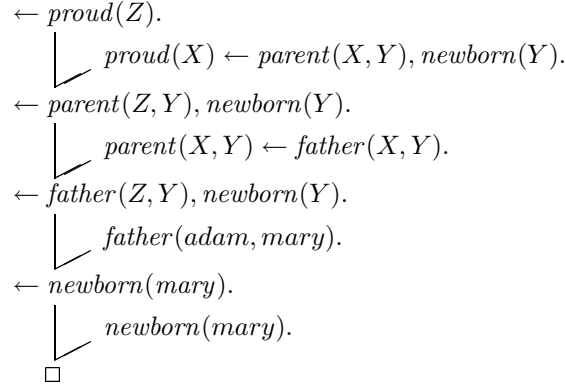 ← proud(Z).
proud(X) ← parent(X, Y), newborn(Y).
← parent(Z, Y), newborn(Y).
parent(X, Y) ← father(X, Y).
← father(Z, Y), newborn(Y).
father(adam, mary).
← newborn(mary).
newborn(mary).
□